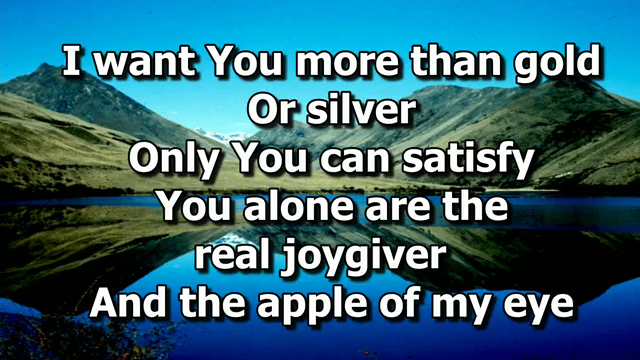 I want You more than gold
Or silver
Only You can satisfy
You alone are the
real joygiver
And the apple of my eye